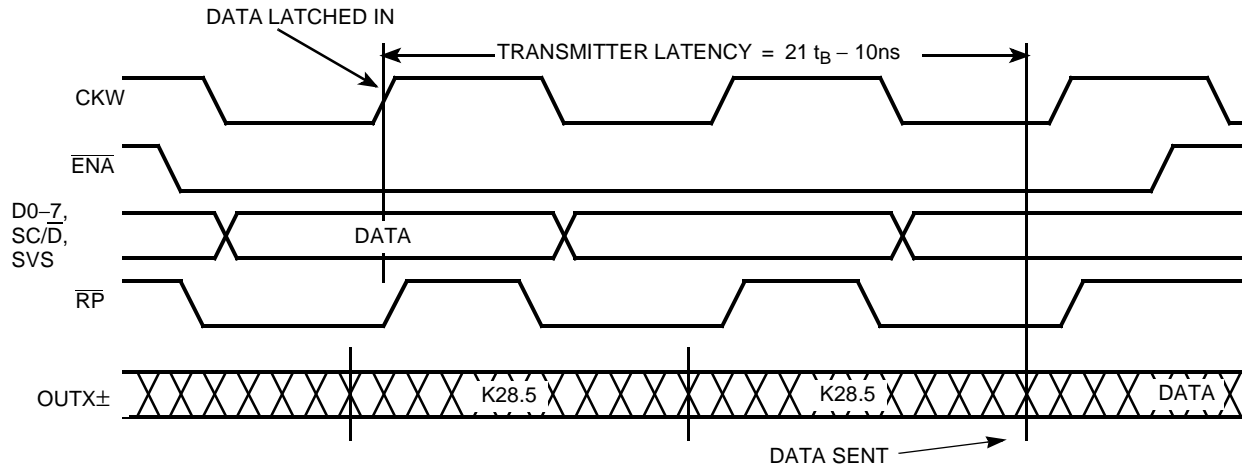 DATA LATCHED IN
TRANSMITTER LATENCY = 21 tB – 10ns
CKW
ENA
D0–7,
SC/D,
SVS
DATA
RP
OUTX±
K28.5
K28.5
DATA
DATA SENT